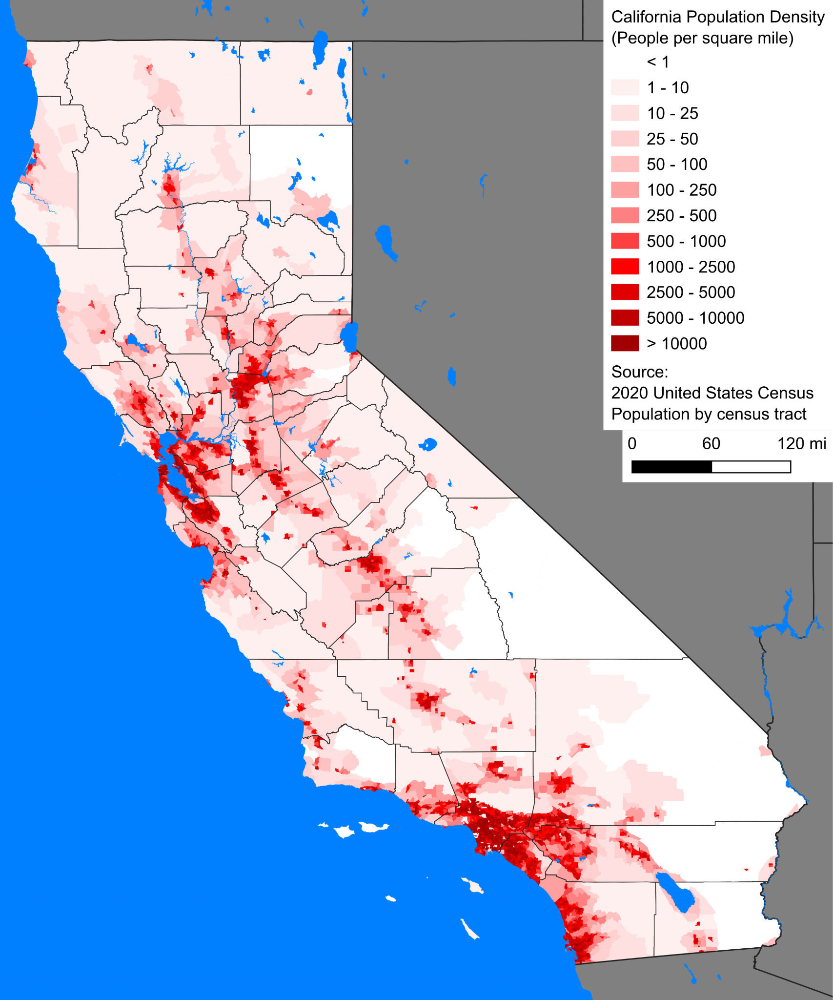 California Population Density
(People per square mile)
< 1
1 - 10
10 - 25
25 - 50
50 - 100
100 - 250
250 - 500
500 - 1000
1000 - 2500
2500 - 5000
5000 - 10000
> 10000
Source:
2020 United States Census
Population by census tract
0 60 120 mi